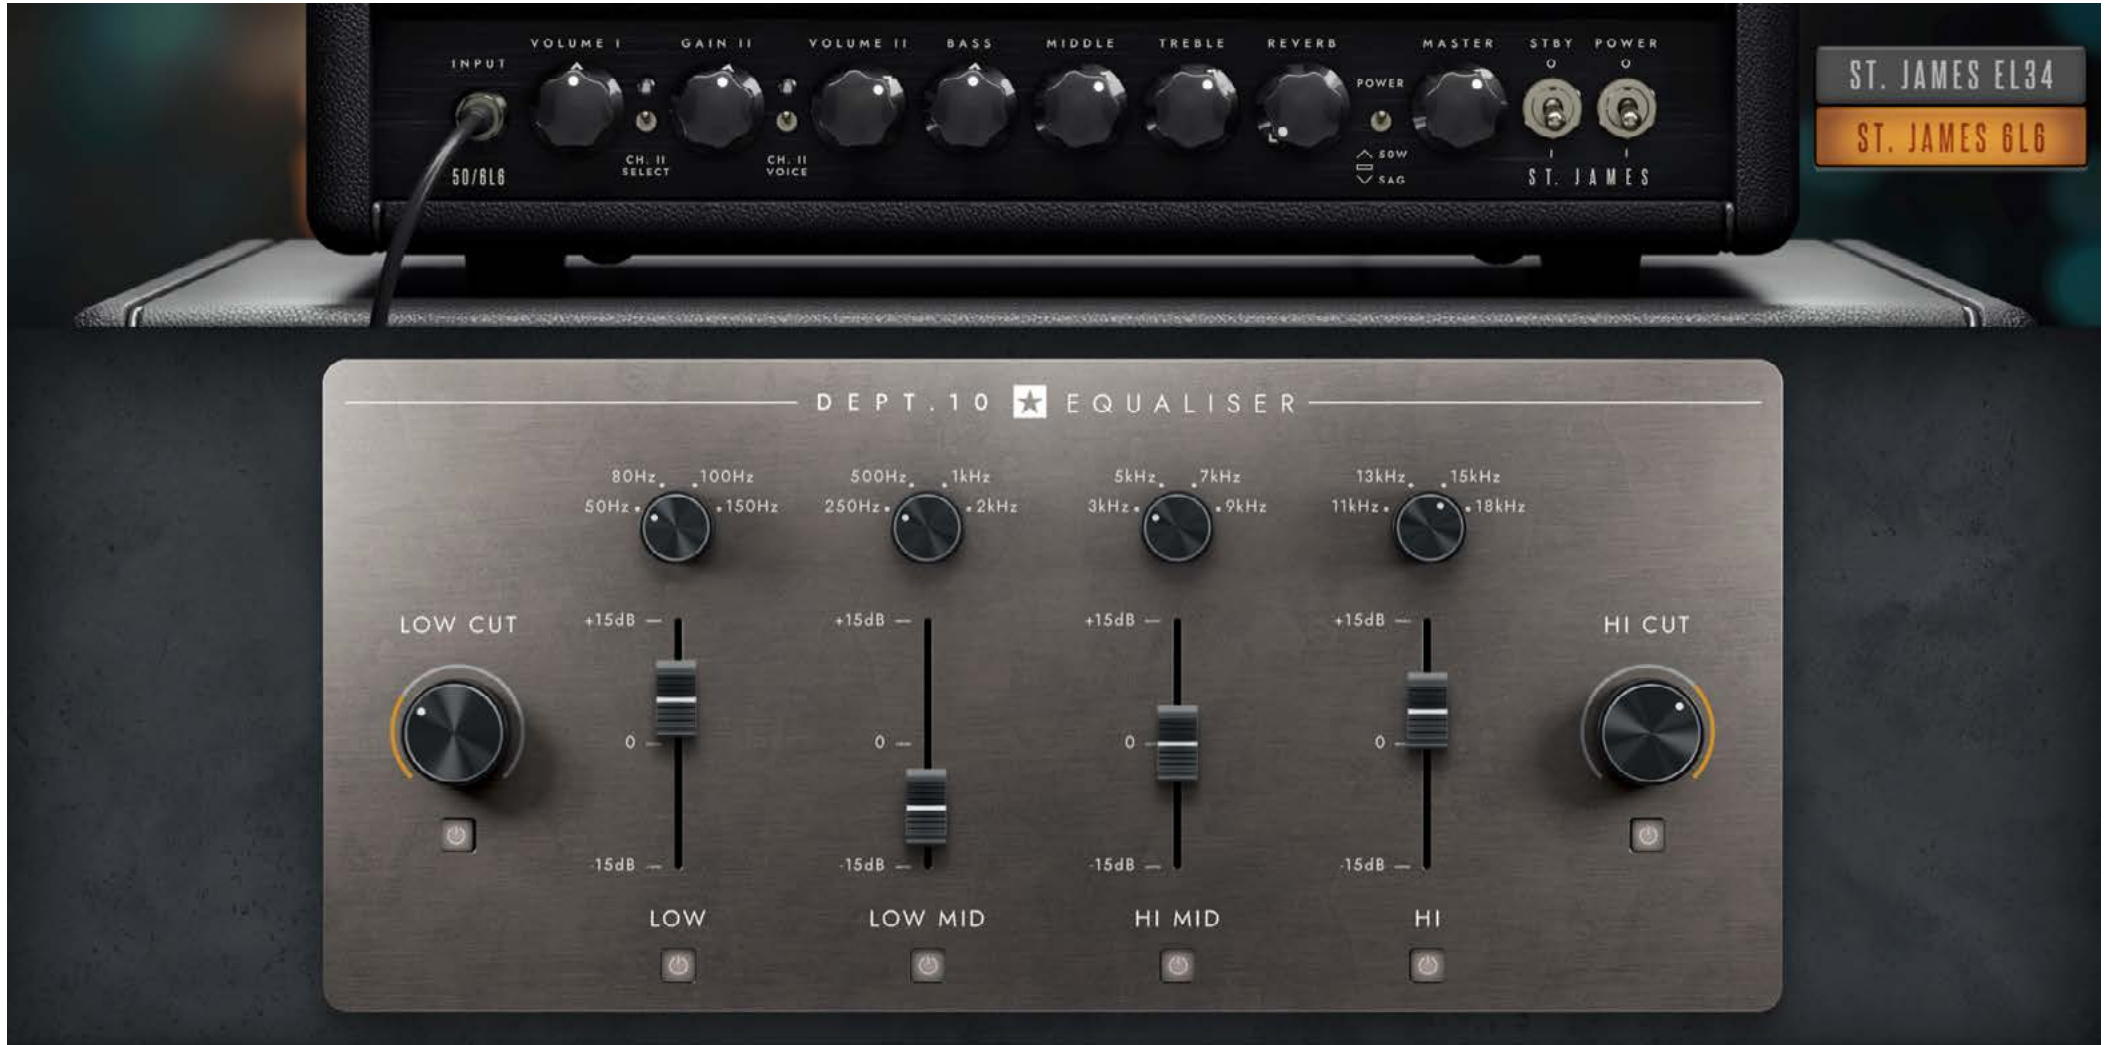 VOLUME I GAIN II VOLUME II BASS MIDDLE TREBLE REVERB MASTER STBY POWER
INPUT
POWER
50/6L6
CH. II
SELECT
CH. II
VOICE
50W
SAG
ST. JAMES
ST. JAMES EL34
ST. JAMES 6L6
DEPT.10 EQUALISER
80Hz 100Hz
50Hz 150Hz
500Hz 1kHz
250Hz 2kHz
5kHz 7kHz
3kHz 9kHz
13kHz 15kHz
11kHz 18kHz
LOW CUT
+15dB
0
-15dB
LOW
+15dB
0
-15dB
LOW MID
+15dB
0
-15dB
HI MID
+15dB
0
-15dB
HI
HI CUT